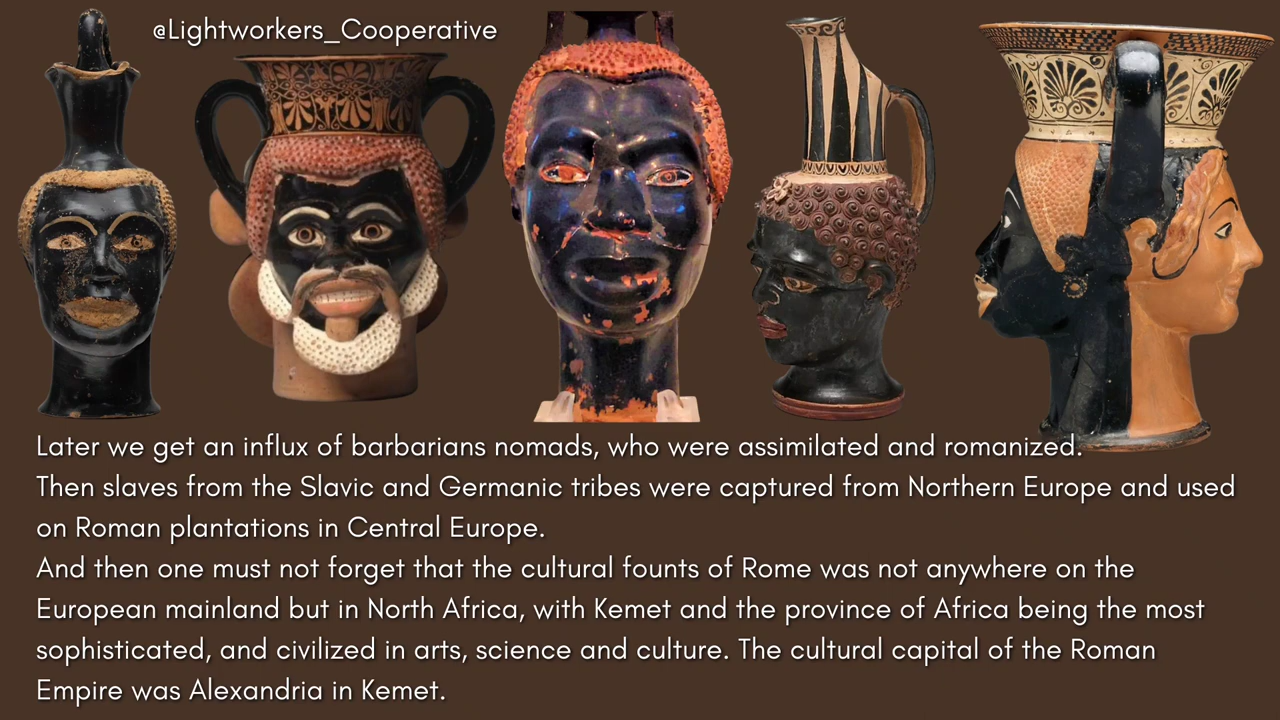 @Lightworkers_Cooperative
Later we get an influx of barbarians nomads, who were assimilated and romanized.
Then slaves from the Slavic and Germanic tribes were captured from Northern Europe and used
on Roman plantations in Central Europe.
And then one must not forget that the cultural founts of Rome was not anywhere on the
European mainland but in North Africa, with Kemet and the province of Africa being the most
sophisticated, and civilized in arts, science and culture. The cultural capital of the Roman
Empire was Alexandria in Kemet.